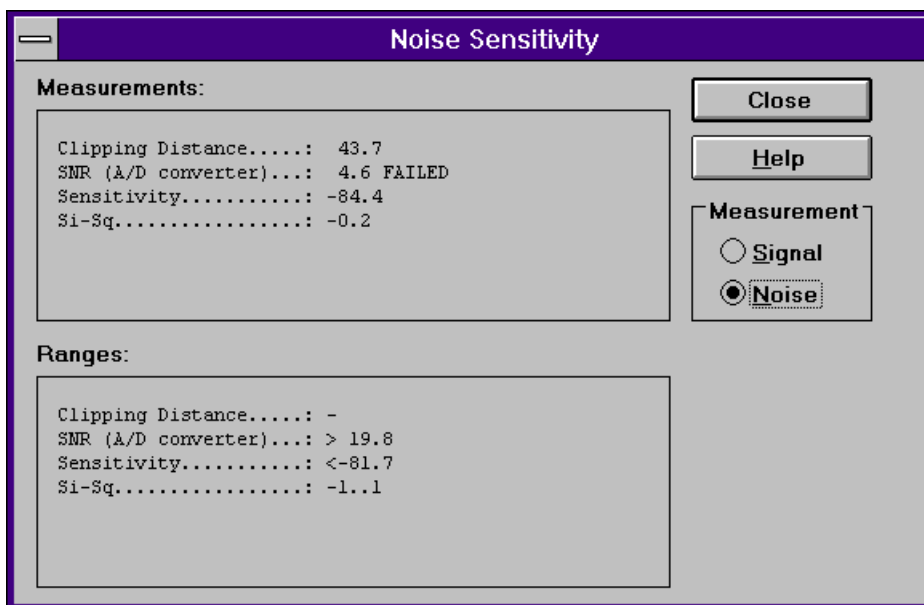 Noise Sensitivity
Measurements:
Clipping Distance.....: 43.7
SNR (A/D converter)...: 4.6 FAILED
Sensitivity...........: -84.4
Si-Sq.................: -0.2
Close
Help
Measurement
Signal
Noise
Ranges:
Clipping Distance.....: -
SNR (A/D converter)...: > 19.8
Sensitivity...........: <-81.7
Si-Sq.................: -1..1